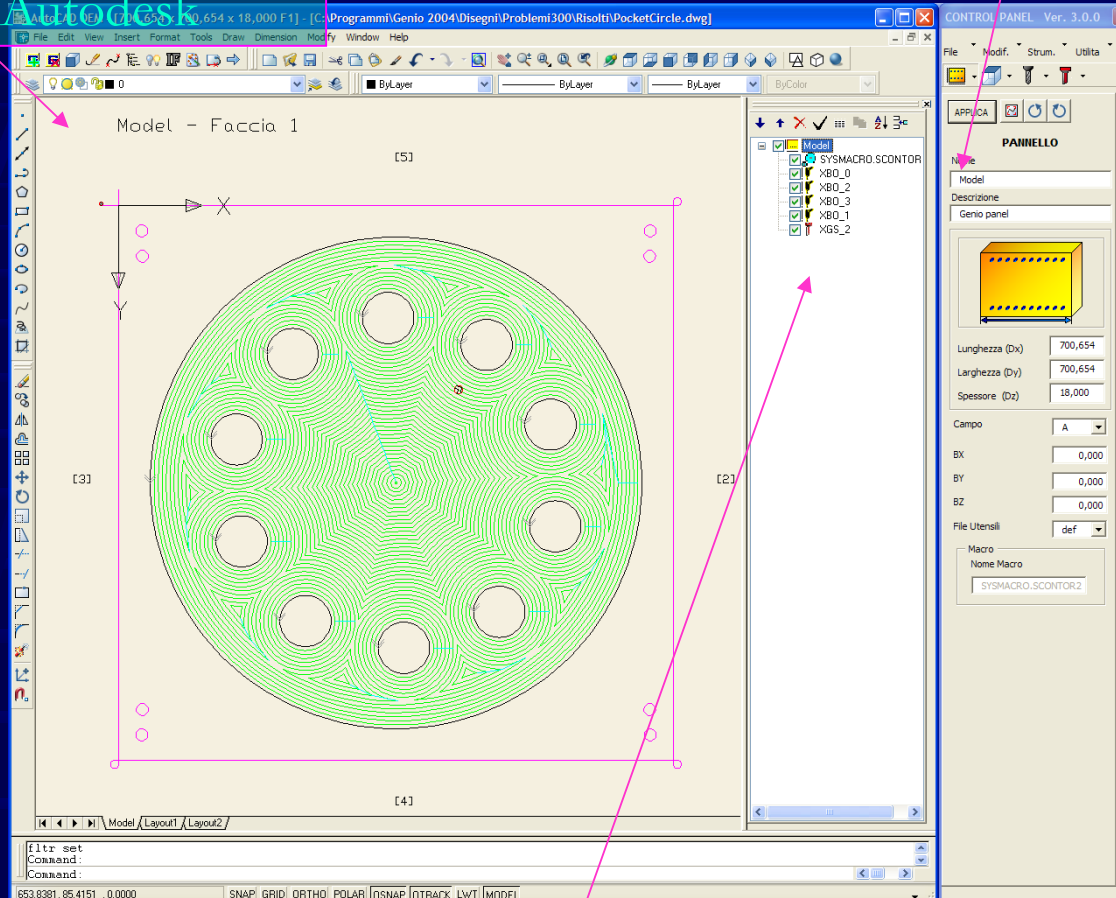 Autodesk
AutoCAD OEM - [700,654 x 700,654 x 18,000 F1] - [C:\Programmi\Genio 2004\Disegni\Problemi300\Risolti\PocketCircle.dwg]
File Edit View Insert Format Tools Draw Dimension Modify Window Help
0 ByLayer ByLayer ByLayer ByColor
Model - Faccia 1
[5]
X
Y
[3]
[2]
[4]
Model Layout1 Layout2
Model
SYSMACRO.SCONTOR
XBO_0
XBO_2
XBO_3
XBO_1
XGS_2
fltr set
Command:
Command:
653.8381, 85.4151 , 0.0000 SNAP GRID ORTHO POLAR OSNAP OTRACK LWT MODEL
CONTROL PANEL Ver. 3.0.0
File Modif. Strum. Utilita
APPLICA
PANNELLO
Nome
Model
Descrizione
Genio panel
Lunghezza (Dx) 700,654
Larghezza (Dy) 700,654
Spessore (Dz) 18,000
Campo A
BX 0,000
BY 0,000
BZ 0,000
File Utensili def
Macro
Nome Macro
SYSMACRO.SCONTOR2